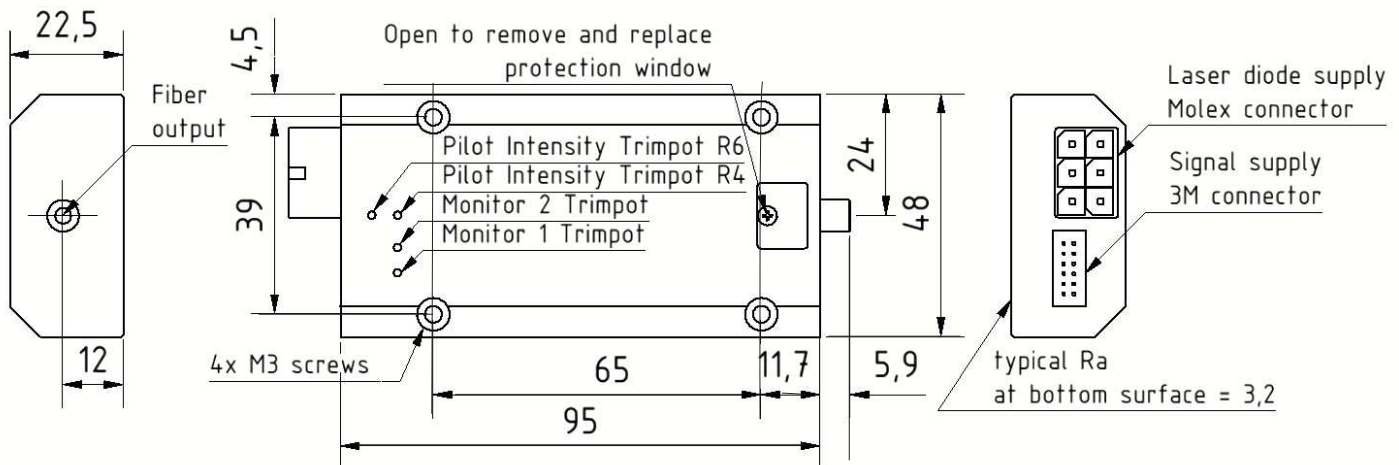 22,5
Fiber
output
12
4,5
39
Open to remove and replace
protection window
Pilot Intensity Trimpot R6
Pilot Intensity Trimpot R4
Monitor 2 Trimpot
Monitor 1 Trimpot
4x M3 screws
65
11,7
5,9
95
24
48
Laser diode supply
Molex connector
Signal supply
3M connector
typical Ra
at bottom surface = 3,2